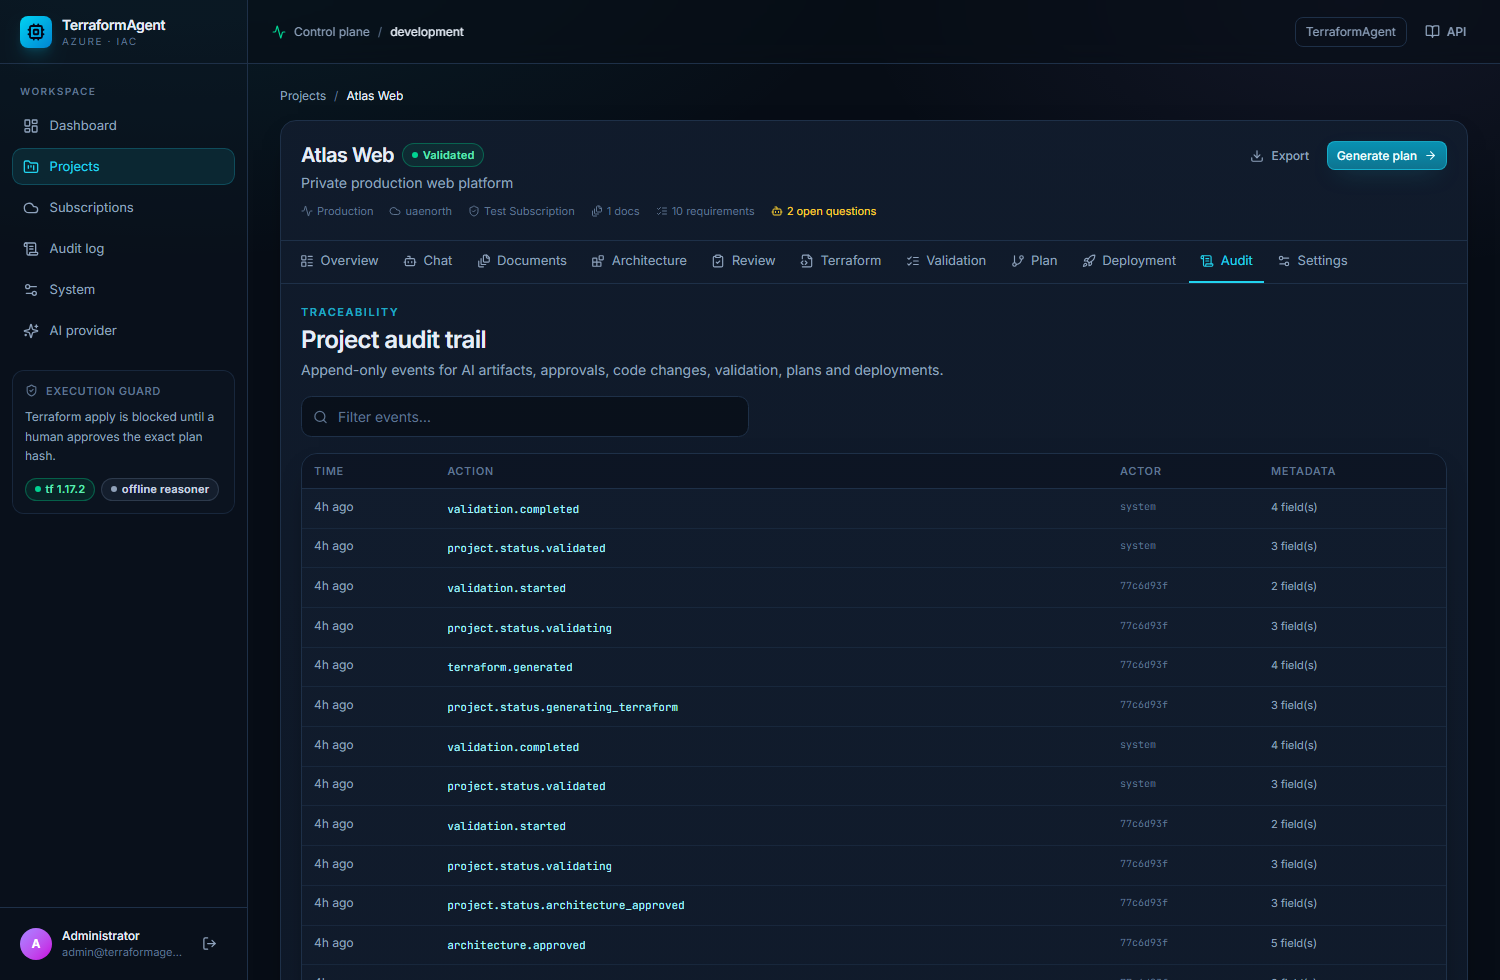 TerraformAgent
AZURE · IAC
WORKSPACE
Dashboard
Projects
Subscriptions
Audit log
System
AI provider
EXECUTION GUARD
Terraform apply is blocked until a
human approves the exact plan
hash.
tf 1.17.2 offline reasoner
A Administrator
admin@terraformage...
Control plane / development
TerraformAgent API
Projects / Atlas Web
Atlas Web Validated Export Generate plan →
Private production web platform
Production uaenorth Test Subscription 1 docs 10 requirements 2 open questions
Overview Chat Documents Architecture Review Terraform Validation Plan Deployment Audit Settings
TRACEABILITY
Project audit trail
Append-only events for AI artifacts, approvals, code changes, validation, plans and deployments.
Filter events...
TIME ACTION ACTOR METADATA
4h ago validation.completed system 4 field(s)
4h ago project.status.validated system 3 field(s)
4h ago validation.started 77c6d93f 2 field(s)
4h ago project.status.validating 77c6d93f 3 field(s)
4h ago terraform.generated 77c6d93f 4 field(s)
4h ago project.status.generating_terraform 77c6d93f 3 field(s)
4h ago validation.completed system 4 field(s)
4h ago project.status.validated system 3 field(s)
4h ago validation.started 77c6d93f 2 field(s)
4h ago project.status.validating 77c6d93f 3 field(s)
4h ago project.status.architecture_approved 77c6d93f 3 field(s)
4h ago architecture.approved 77c6d93f 5 field(s)